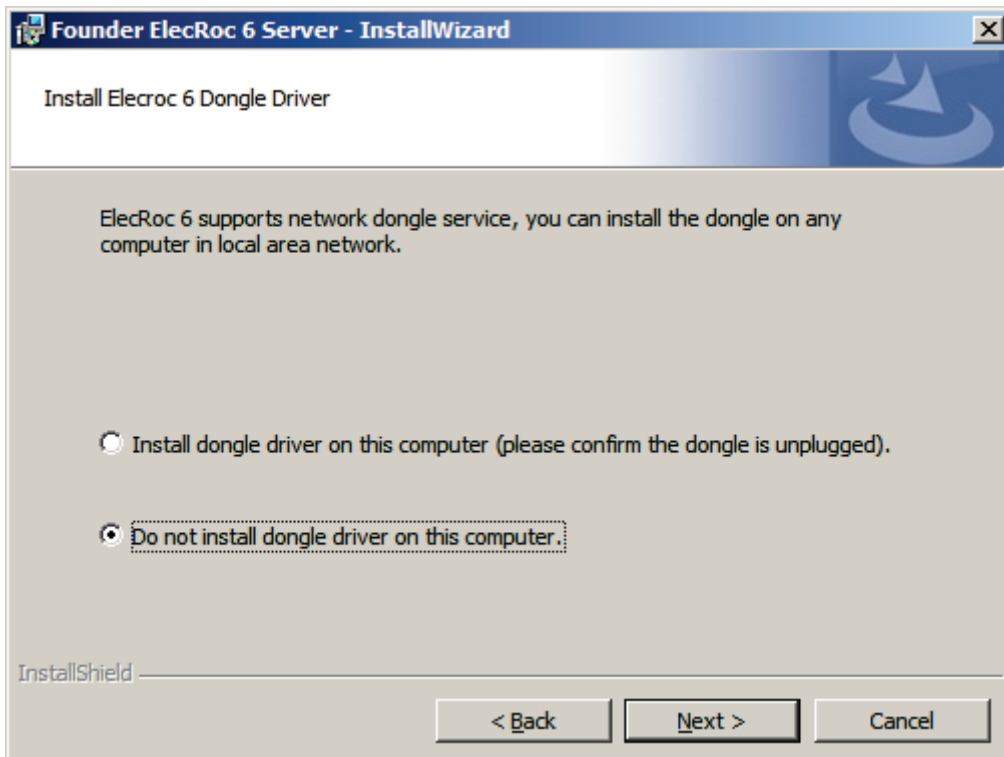 Founder ElecRoc 6 Server - InstallWizard
Install Elecroc 6 Dongle Driver
ElecRoc 6 supports network dongle service, you can install the dongle on any
computer in local area network.
Install dongle driver on this computer (please confirm the dongle is unplugged).
Do not install dongle driver on this computer.
InstallShield
< Back
Next >
Cancel